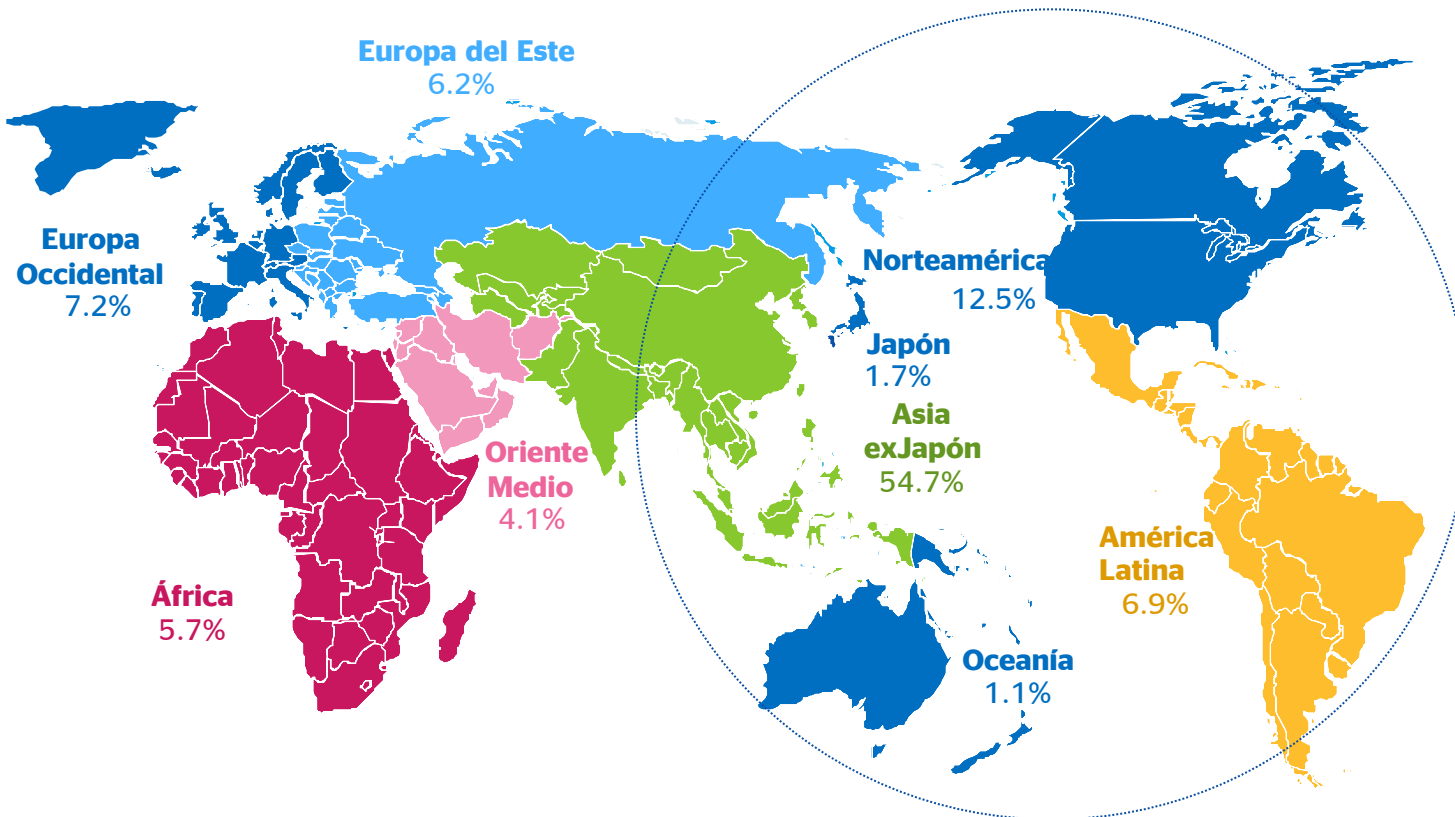 Europa del Este
6.2%
Europa
Occidental
7.2%
Norteamérica
12.5%
Japón
1.7%
Asia
exJapón
54.7%
Oriente
Medio
4.1%
América
Latina
6.9%
África
5.7%
Oceanía
1.1%